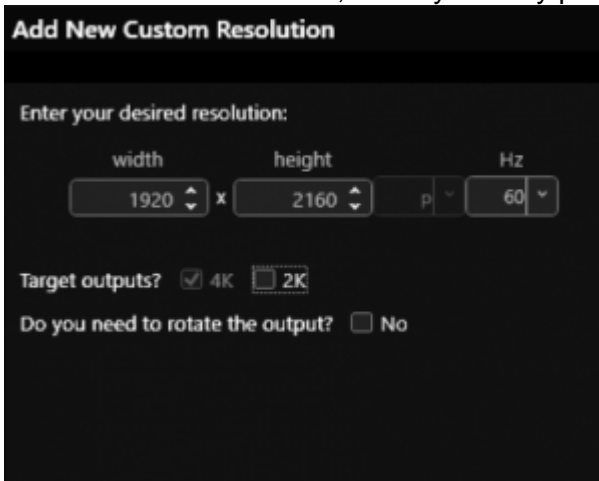 Add New Custom Resolution
Enter your desired resolution:
width height Hz
1920 x 2160 p 60
Target outputs? 4K 2K
Do you need to rotate the output? No